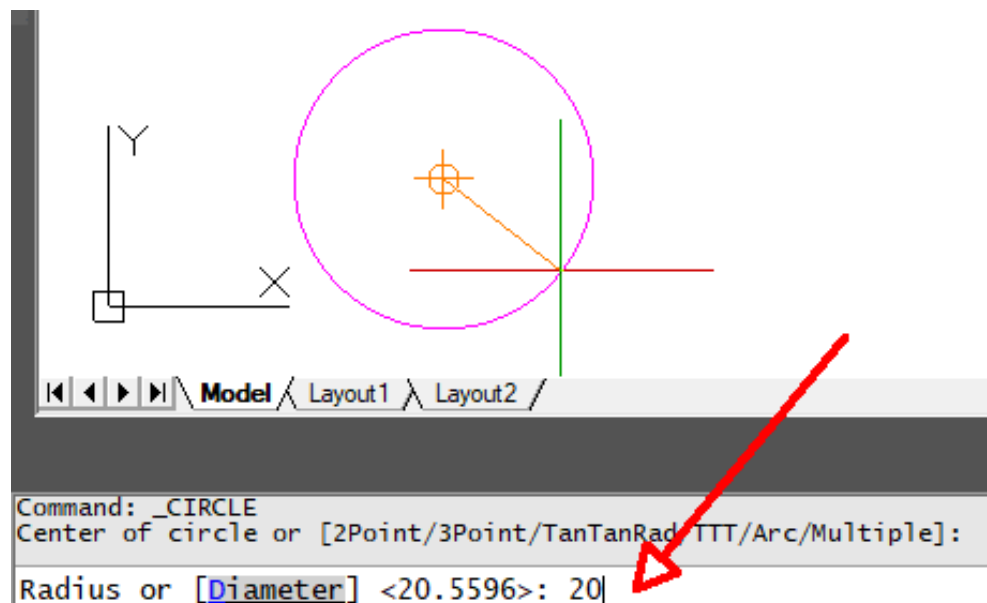 Y
X
Model Layout1 Layout2
Command: _CIRCLE
Center of circle or [2Point/3Point/TanTanRad/TTT/Arc/Multiple]:
Radius or [Diameter] <20.5596>: 20